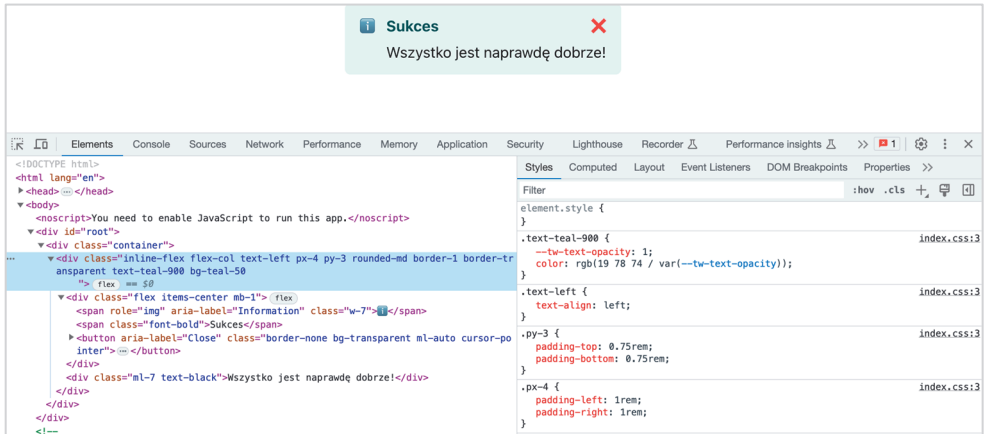 Sukces
Wszystko jest naprawdę dobrze!
Elements Console Sources Network Performance Memory Application Security Lighthouse Recorder Performance insights 1
<!DOCTYPE html>
<html lang="en">
<head>…</head>
<body>
<noscript>You need to enable JavaScript to run this app.</noscript>
<div id="root">
<div class="container">
<div class="inline-flex flex-col text-left px-4 py-3 rounded-md border-1 border-tr
ansparent text-teal-900 bg-teal-50
"> flex == $0
<div class="flex items-center mb-1"> flex
<span role="img" aria-label="Information" class="w-7">ℹ️</span>
<span class="font-bold">Sukces</span>
<button aria-label="Close" class="border-none bg-transparent ml-auto cursor-po
inter">…</button>
</div>
<div class="ml-7 text-black">Wszystko jest naprawdę dobrze!</div>
</div>
</div>
</div>
<!--
Styles Computed Layout Event Listeners DOM Breakpoints Properties
Filter :hov .cls
element.style {
}
.text-teal-900 { index.css:3
--tw-text-opacity: 1;
color: rgb(19 78 74 / var(--tw-text-opacity));
}
.text-left { index.css:3
text-align: left;
}
.py-3 { index.css:3
padding-top: 0.75rem;
padding-bottom: 0.75rem;
}
.px-4 { index.css:3
padding-left: 1rem;
padding-right: 1rem;
}